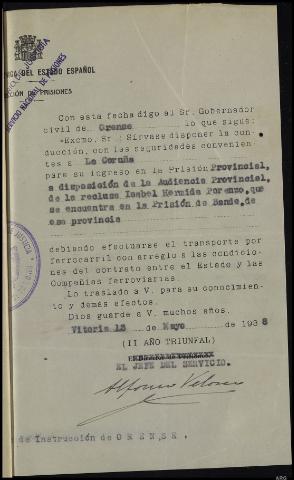 NICA DEL ESTADO ESPAÑOL
CCIÓN DE PRISIONES
SERVICIO NACIONAL DE PRISIONES
Con esta fecha digo al Sr. Gobernador
civil de Orense lo que sigue:
"Excmo. Sr.: Sírvase disponer la con-
ducción, con las seguridades convenien-
tes a La Coruña
para su ingreso en la Prisión Provincial,
a disposición de la Audiencia Provincial,
de la reclusa Isabel Hermida que
se encuentra en la Prisión de Bande, de
esa provincia
debiendo efectuarse el transporte por
ferrocarril con arreglo a las condicio-
nes del contrato entre el Estado y las
Compañías ferroviarias.
Lo traslado a V. para su conocimien-
to y demás efectos.
Dios guarde a V. muchos años.
Vitoria 13 de Mayo de 1938
(II AÑO TRIUNFAL)
EL JEFE DEL SERVICIO.
Alfonso
de Instrucción de ORENSE.